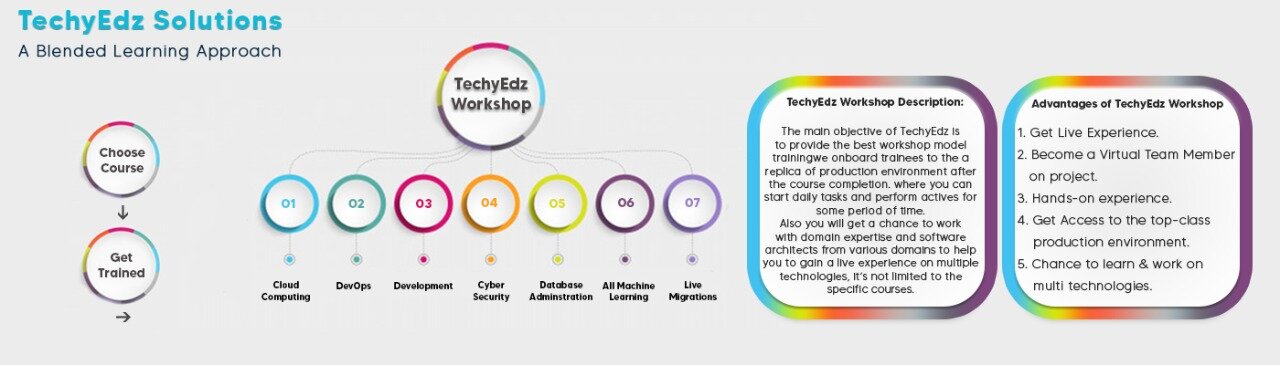 TechyEdz Solutions
A Blended Learning Approach
Choose
Course
Get
Trained
TechyEdz
Workshop
01
02
03
04
05
06
07
Cloud
Computing
DevOps
Development
Cyber
Security
Database
Adminstration
All Machine
Learning
Live
Migrations
TechyEdz Workshop Description:
The main objective of TechyEdz is
to provide the best workshop model
trainingwe onboard trainees to the a
replica of production environment after
the course completion. where you can
start daily tasks and perform actives for
some period of time.
Also you will get a chance to work
with domain expertise and software
architects from various domains to help
you to gain a live experience on multiple
technologies, it's not limited to the
specific courses.
Advantages of TechyEdz Workshop
1. Get Live Experience.
2. Become a Virtual Team Member
on project.
3. Hands-on experience.
4. Get Access to the top-class
production environment.
5. Chance to learn & work on
multi technologies.